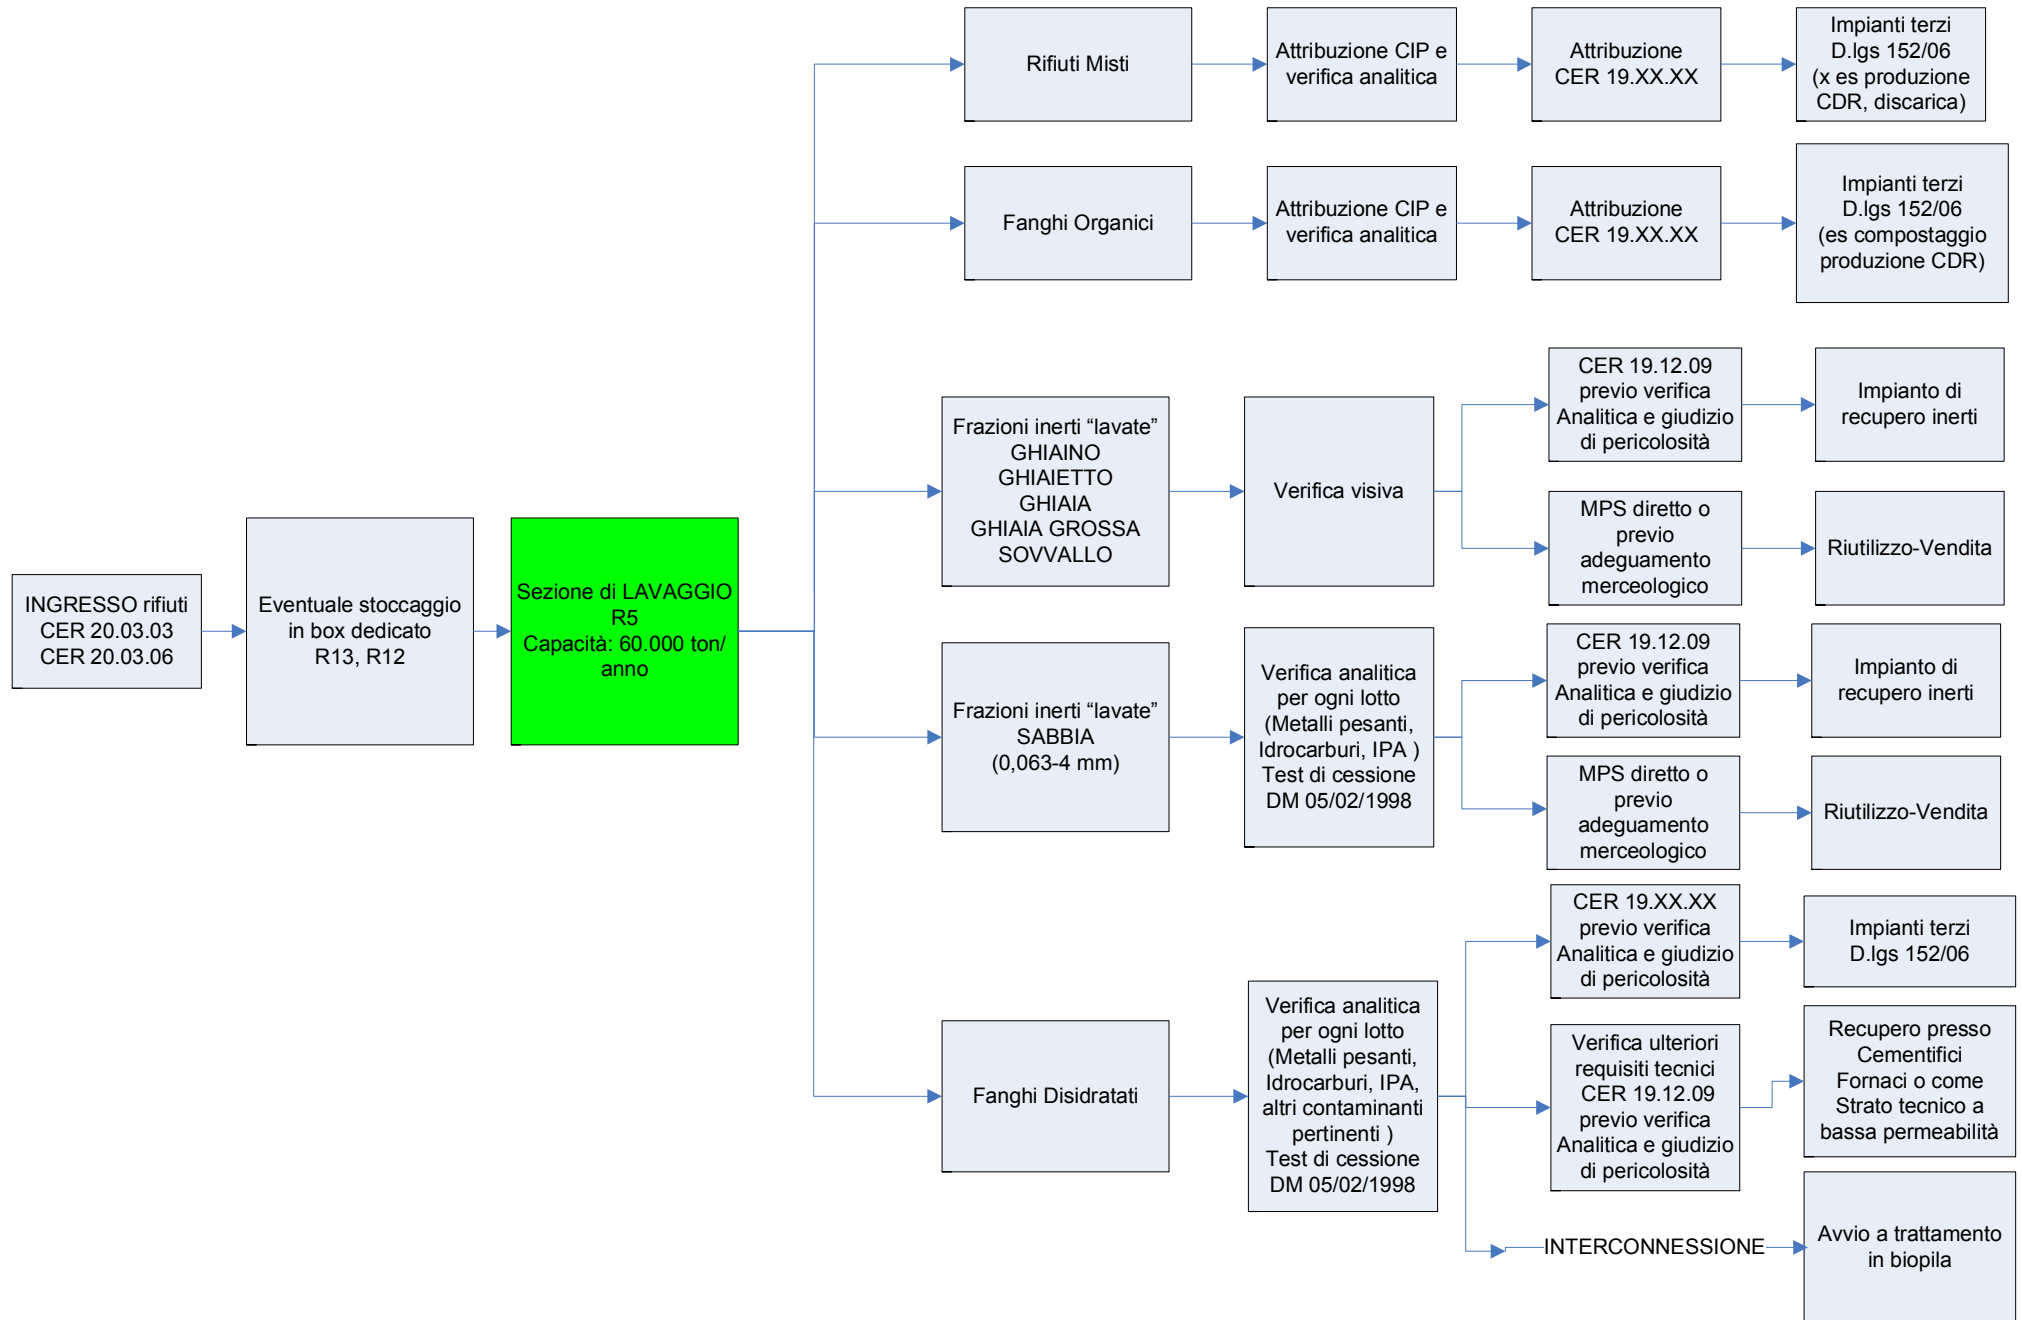 INGRESSO rifiuti
CER 20.03.03
CER 20.03.06
Eventuale stoccaggio
in box dedicato
R13, R12
Sezione di LAVAGGIO
R5
Capacità: 60.000 ton/
anno
Rifiuti Misti
Attribuzione CIP e
verifica analitica
Attribuzione
CER 19.XX.XX
Impianti terzi
D.lgs 152/06
(x es produzione
CDR, discarica)
Fanghi Organici
Attribuzione CIP e
verifica analitica
Attribuzione
CER 19.XX.XX
Impianti terzi
D.lgs 152/06
(es compostaggio
produzione CDR)
Frazioni inerti “lavate”
GHIAINO
GHIAIETTO
GHIAIA
GHIAIA GROSSA
SOVVALLO
Verifica visiva
CER 19.12.09
previo verifica
Analitica e giudizio
di pericolosità
Impianto di
recupero inerti
MPS diretto o
previo
adeguamento
merceologico
Riutilizzo-Vendita
Frazioni inerti “lavate”
SABBIA
(0,063-4 mm)
Verifica analitica
per ogni lotto
(Metalli pesanti,
Idrocarburi, IPA )
Test di cessione
DM 05/02/1998
CER 19.12.09
previo verifica
Analitica e giudizio
di pericolosità
Impianto di
recupero inerti
MPS diretto o
previo
adeguamento
merceologico
Riutilizzo-Vendita
Fanghi Disidratati
Verifica analitica
per ogni lotto
(Metalli pesanti,
Idrocarburi, IPA,
altri contaminanti
pertinenti )
Test di cessione
DM 05/02/1998
CER 19.XX.XX
previo verifica
Analitica e giudizio
di pericolosità
Impianti terzi
D.lgs 152/06
Verifica ulteriori
requisiti tecnici
CER 19.12.09
previo verifica
Analitica e giudizio
di pericolosità
Recupero presso
Cementifici
Fornaci o come
Strato tecnico a
bassa permeabilità
INTERCONNESSIONE
Avvio a trattamento
in biopila